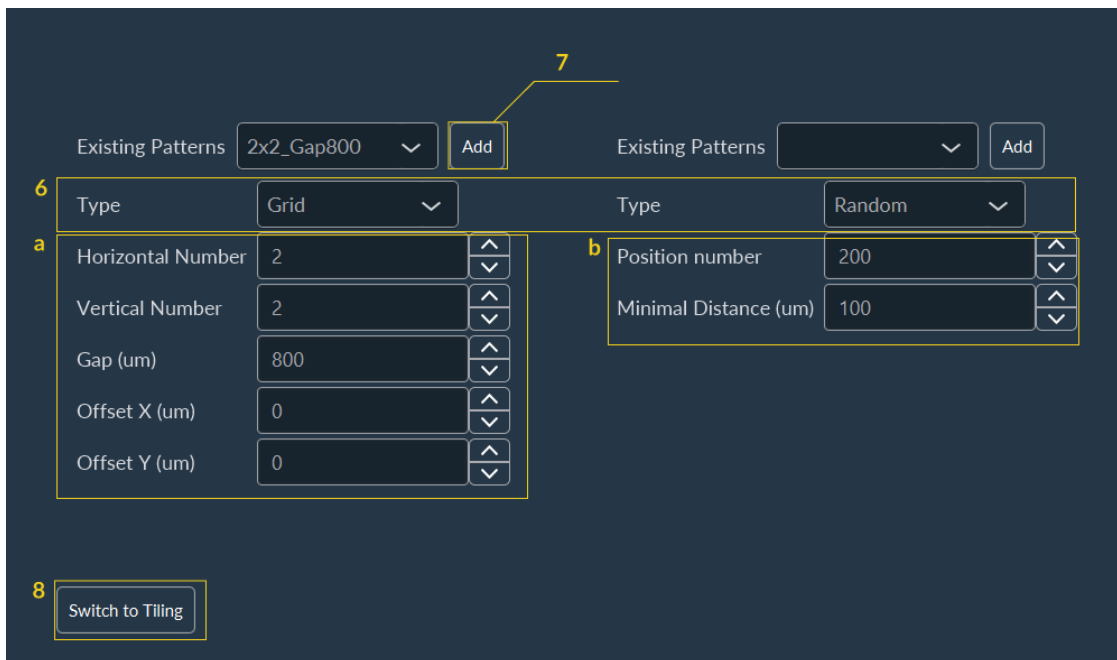 7
Existing Patterns 2x2_Gap800 Add Existing Patterns Add
6 Type Grid Type Random
a Horizontal Number 2 b Position number 200
Vertical Number 2 Minimal Distance (um) 100
Gap (um) 800
Offset X (um) 0
Offset Y (um) 0
8 Switch to Tiling